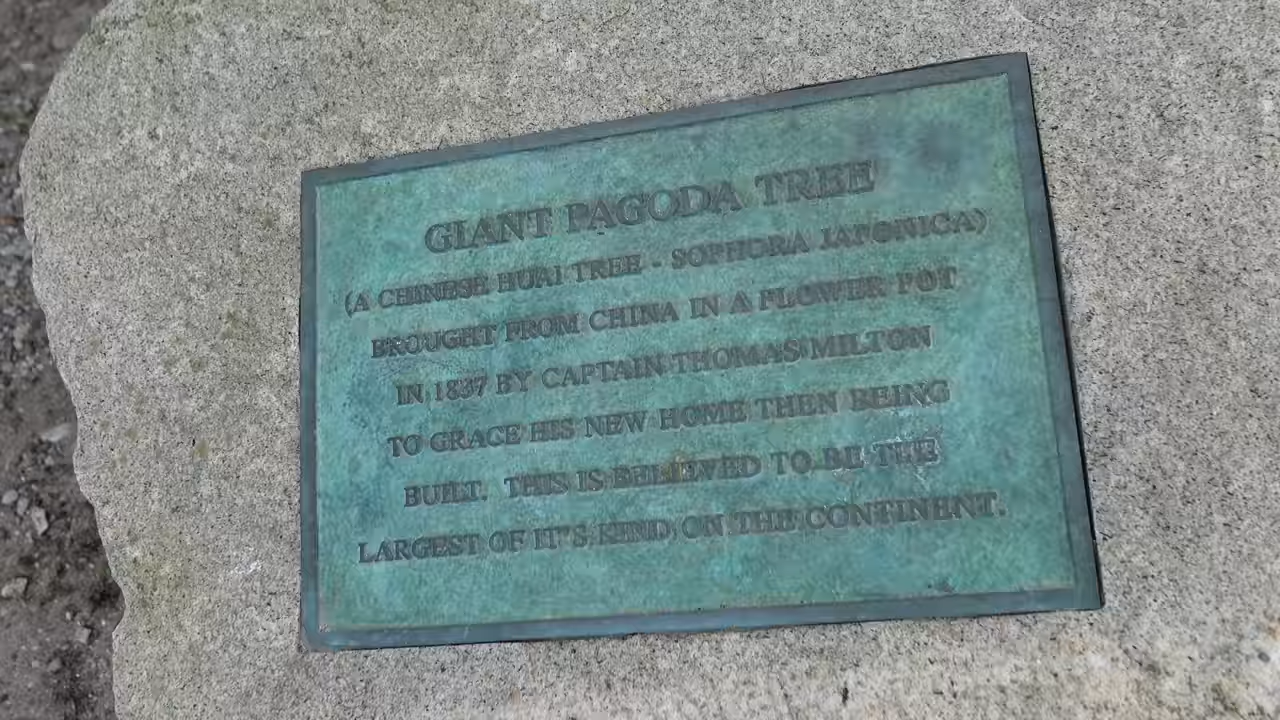 GIANT PAGODA TREE
(A CHINESE HUAI TREE - SOPHORA JAPONICA)
BROUGHT FROM CHINA IN A FLOWER POT
IN 1837 BY CAPTAIN THOMAS MILTON
TO GRACE HIS NEW HOME THEN BEING
BUILT. THIS IS BELIEVED TO BE THE
LARGEST OF IT'S KIND ON THE CONTINENT.